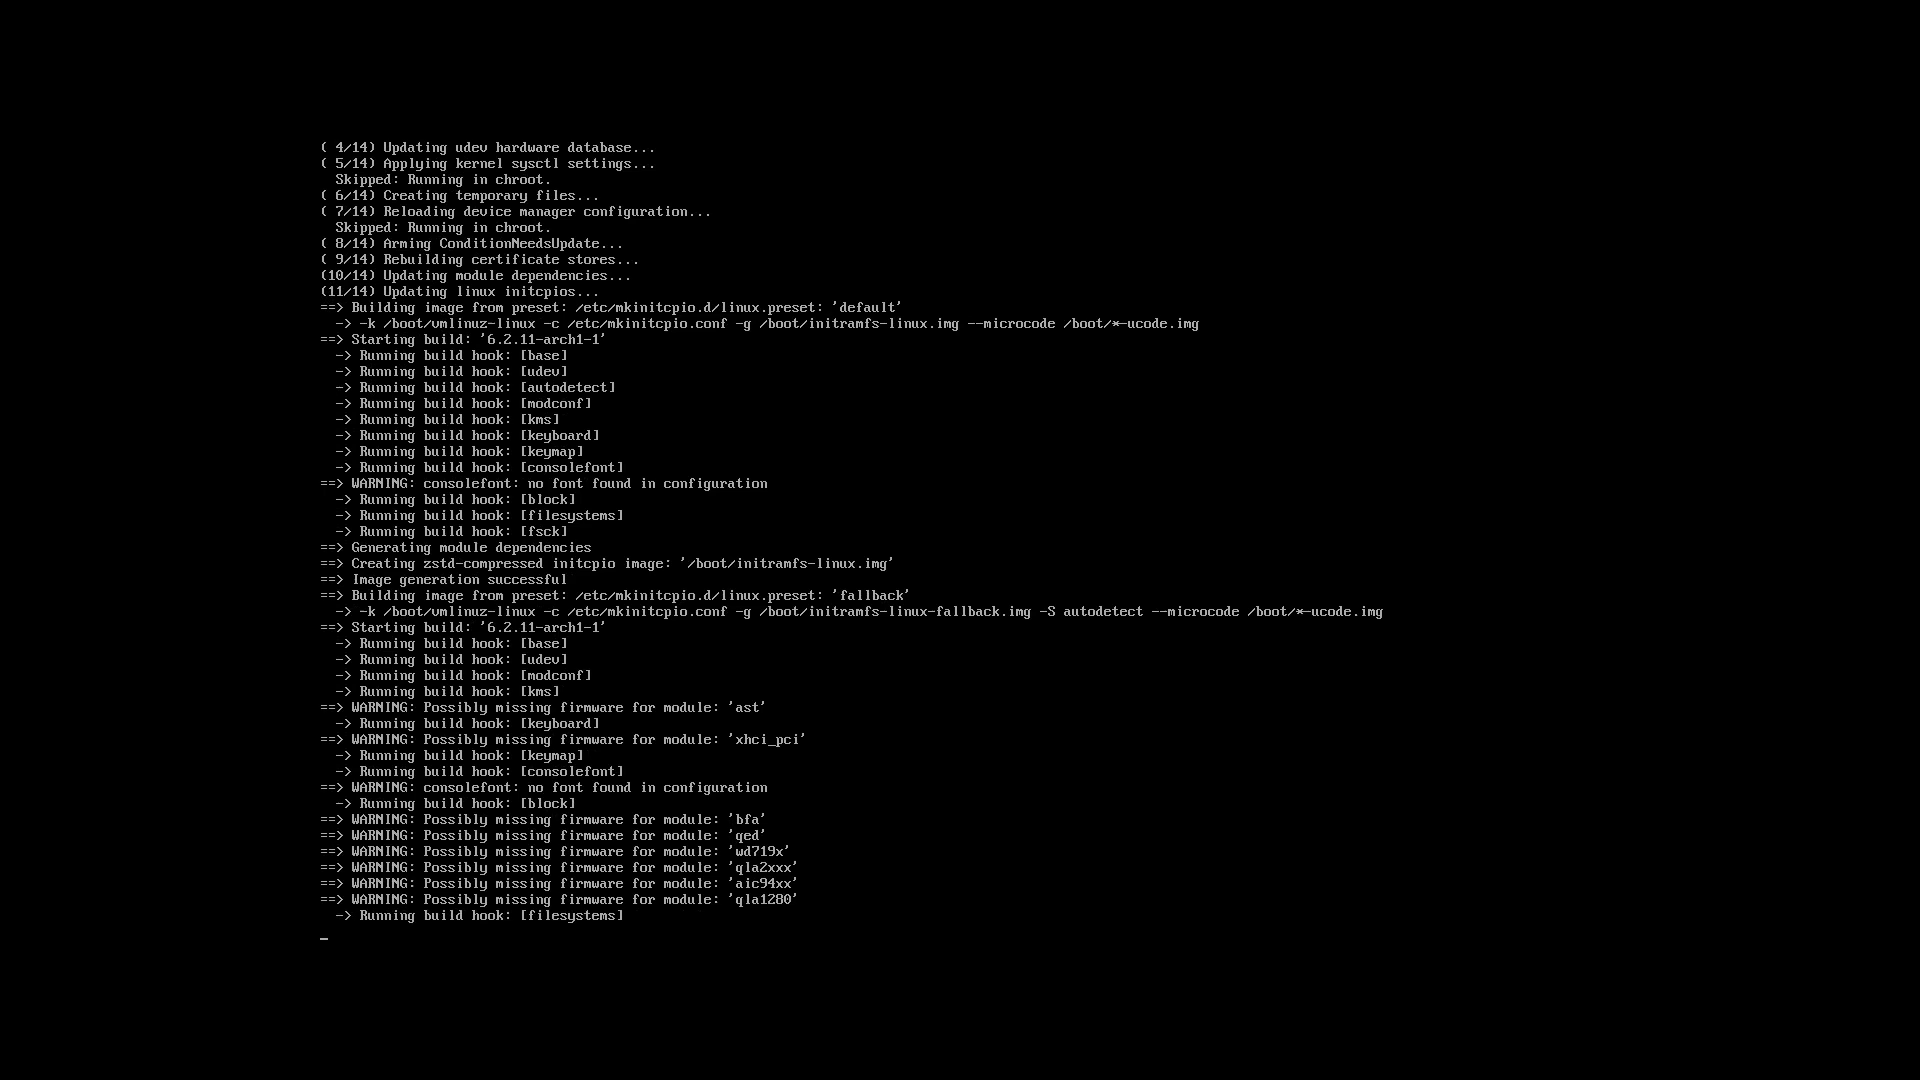 ( 4/14) Updating udev hardware database...
( 5/14) Applying kernel sysctl settings...
  Skipped: Running in chroot.
( 6/14) Creating temporary files...
( 7/14) Reloading device manager configuration...
  Skipped: Running in chroot.
( 8/14) Arming ConditionNeedsUpdate...
( 9/14) Rebuilding certificate stores...
(10/14) Updating module dependencies...
(11/14) Updating linux initcpios...
==> Building image from preset: /etc/mkinitcpio.d/linux.preset: 'default'
  -> -k /boot/vmlinuz-linux -c /etc/mkinitcpio.conf -g /boot/initramfs-linux.img --microcode /boot/*-ucode.img
==> Starting build: '6.2.11-arch1-1'
  -> Running build hook: [base]
  -> Running build hook: [udev]
  -> Running build hook: [autodetect]
  -> Running build hook: [modconf]
  -> Running build hook: [kms]
  -> Running build hook: [keyboard]
  -> Running build hook: [keymap]
  -> Running build hook: [consolefont]
==> WARNING: consolefont: no font found in configuration
  -> Running build hook: [block]
  -> Running build hook: [filesystems]
  -> Running build hook: [fsck]
==> Generating module dependencies
==> Creating zstd-compressed initcpio image: '/boot/initramfs-linux.img'
==> Image generation successful
==> Building image from preset: /etc/mkinitcpio.d/linux.preset: 'fallback'
  -> -k /boot/vmlinuz-linux -c /etc/mkinitcpio.conf -g /boot/initramfs-linux-fallback.img -S autodetect --microcode /boot/*-ucode.img
==> Starting build: '6.2.11-arch1-1'
  -> Running build hook: [base]
  -> Running build hook: [udev]
  -> Running build hook: [modconf]
  -> Running build hook: [kms]
==> WARNING: Possibly missing firmware for module: 'ast'
  -> Running build hook: [keyboard]
==> WARNING: Possibly missing firmware for module: 'xhci_pci'
  -> Running build hook: [keymap]
  -> Running build hook: [consolefont]
==> WARNING: consolefont: no font found in configuration
  -> Running build hook: [block]
==> WARNING: Possibly missing firmware for module: 'bfa'
==> WARNING: Possibly missing firmware for module: 'qed'
==> WARNING: Possibly missing firmware for module: 'wd719x'
==> WARNING: Possibly missing firmware for module: 'qla2xxx'
==> WARNING: Possibly missing firmware for module: 'aic94xx'
==> WARNING: Possibly missing firmware for module: 'qla1280'
  -> Running build hook: [filesystems]
_